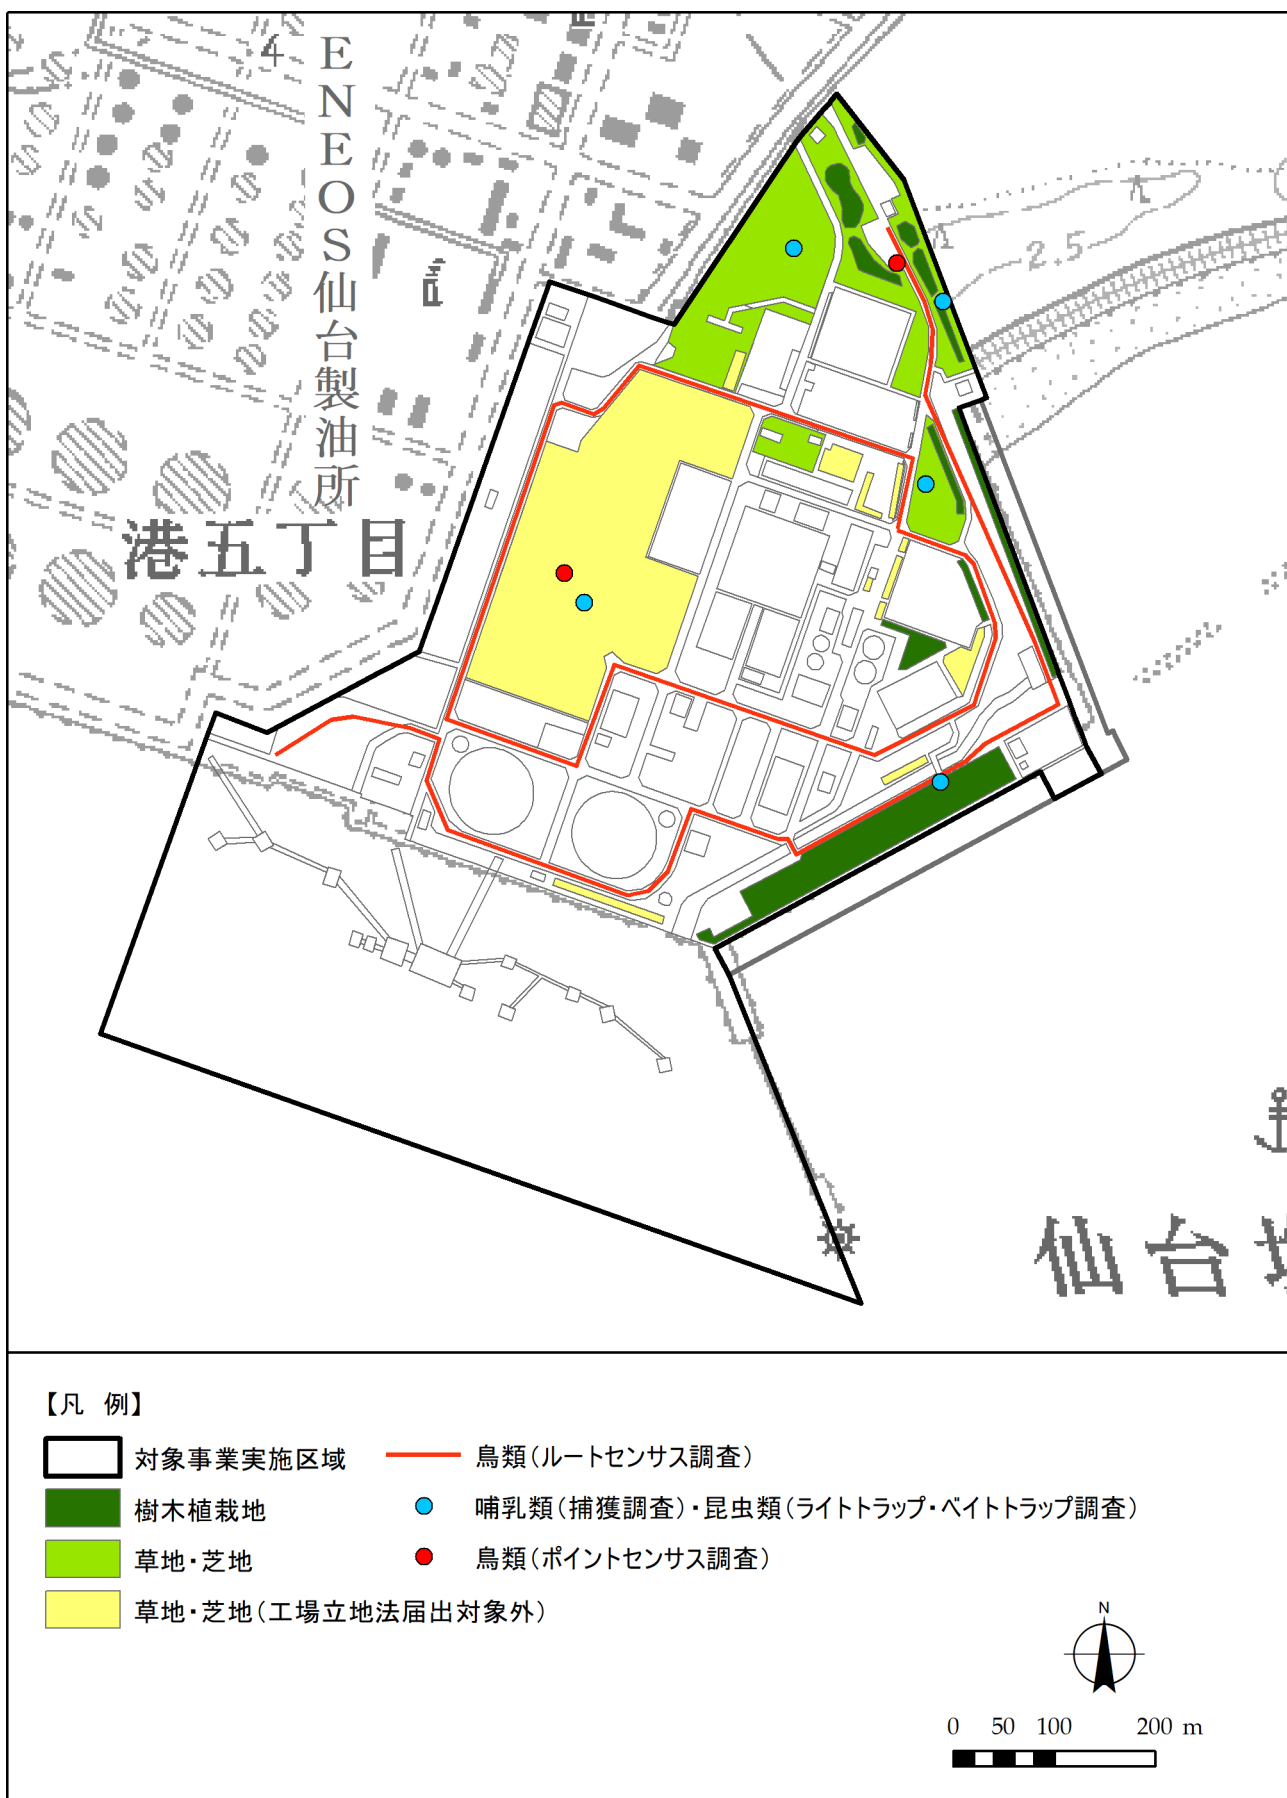 ENEOS仙台製油所
港五丁目
2.5
仙台塩
【凡 例】
対象事業実施区域
鳥類(ルートセンサス調査)
樹木植栽地
哺乳類(捕獲調査)・昆虫類(ライトトラップ・ベイトトラップ調査)
草地・芝地
鳥類(ポイントセンサス調査)
草地・芝地(工場立地法届出対象外)
N
0 50 100 200 m